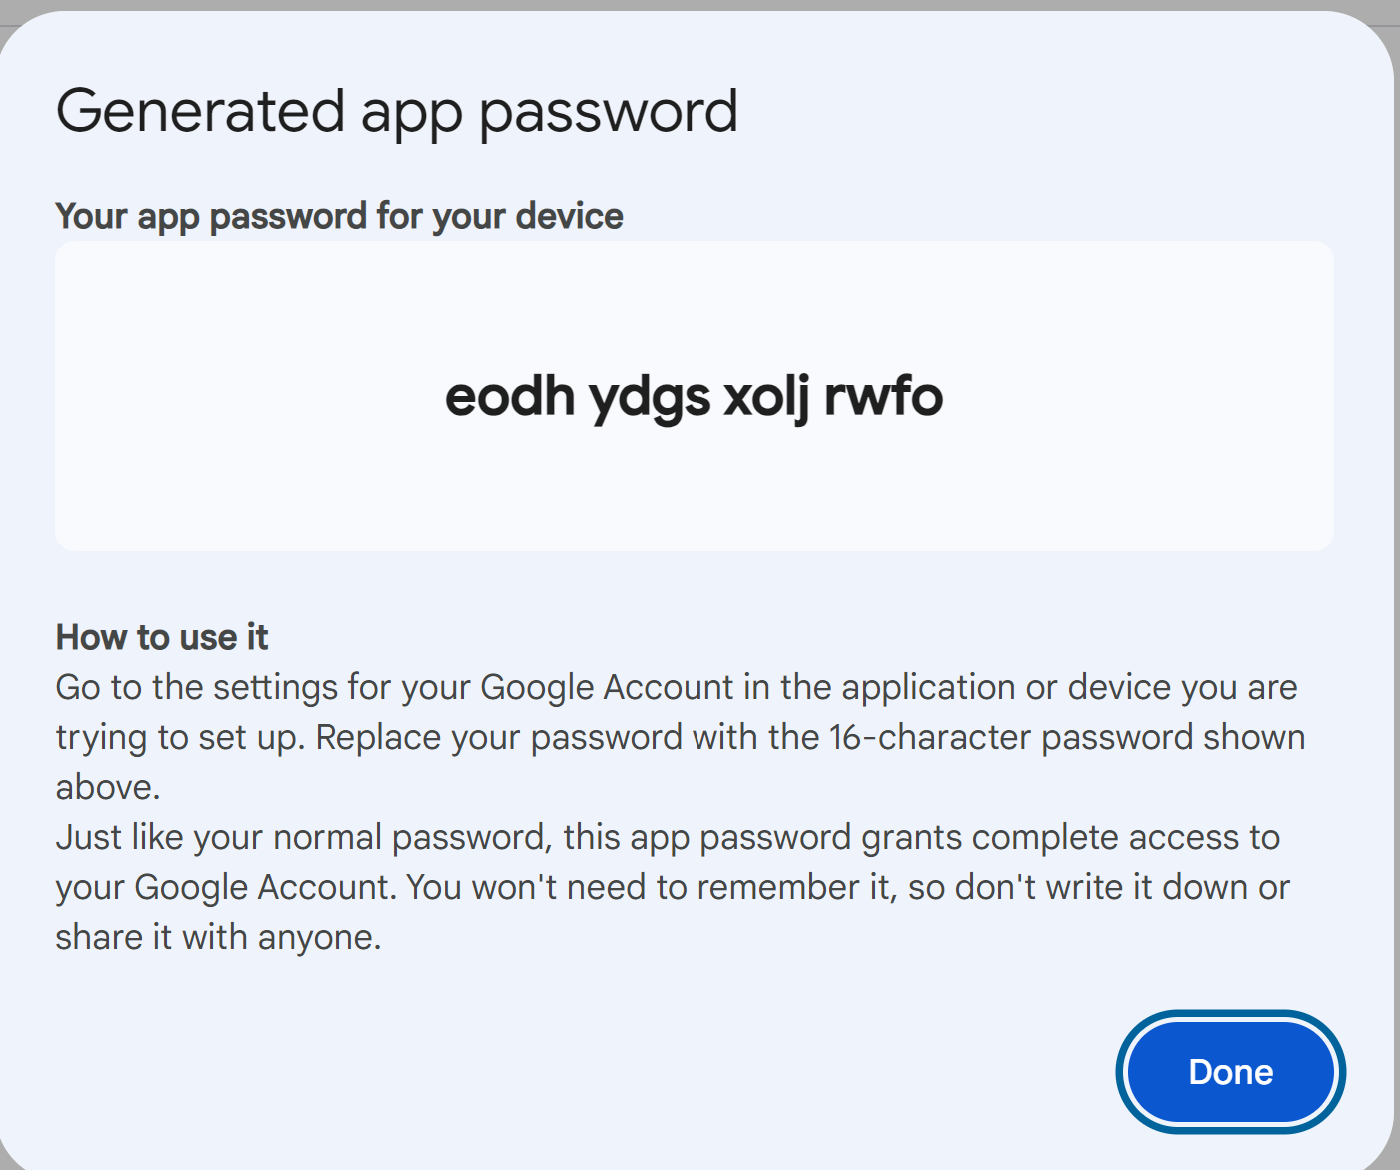 Generated app password
Your app password for your device
eodh ydgs xolj rwfo
How to use it
Go to the settings for your Google Account in the application or device you are
trying to set up. Replace your password with the 16-character password shown
above.
Just like your normal password, this app password grants complete access to
your Google Account. You won't need to remember it, so don't write it down or
share it with anyone.
Done